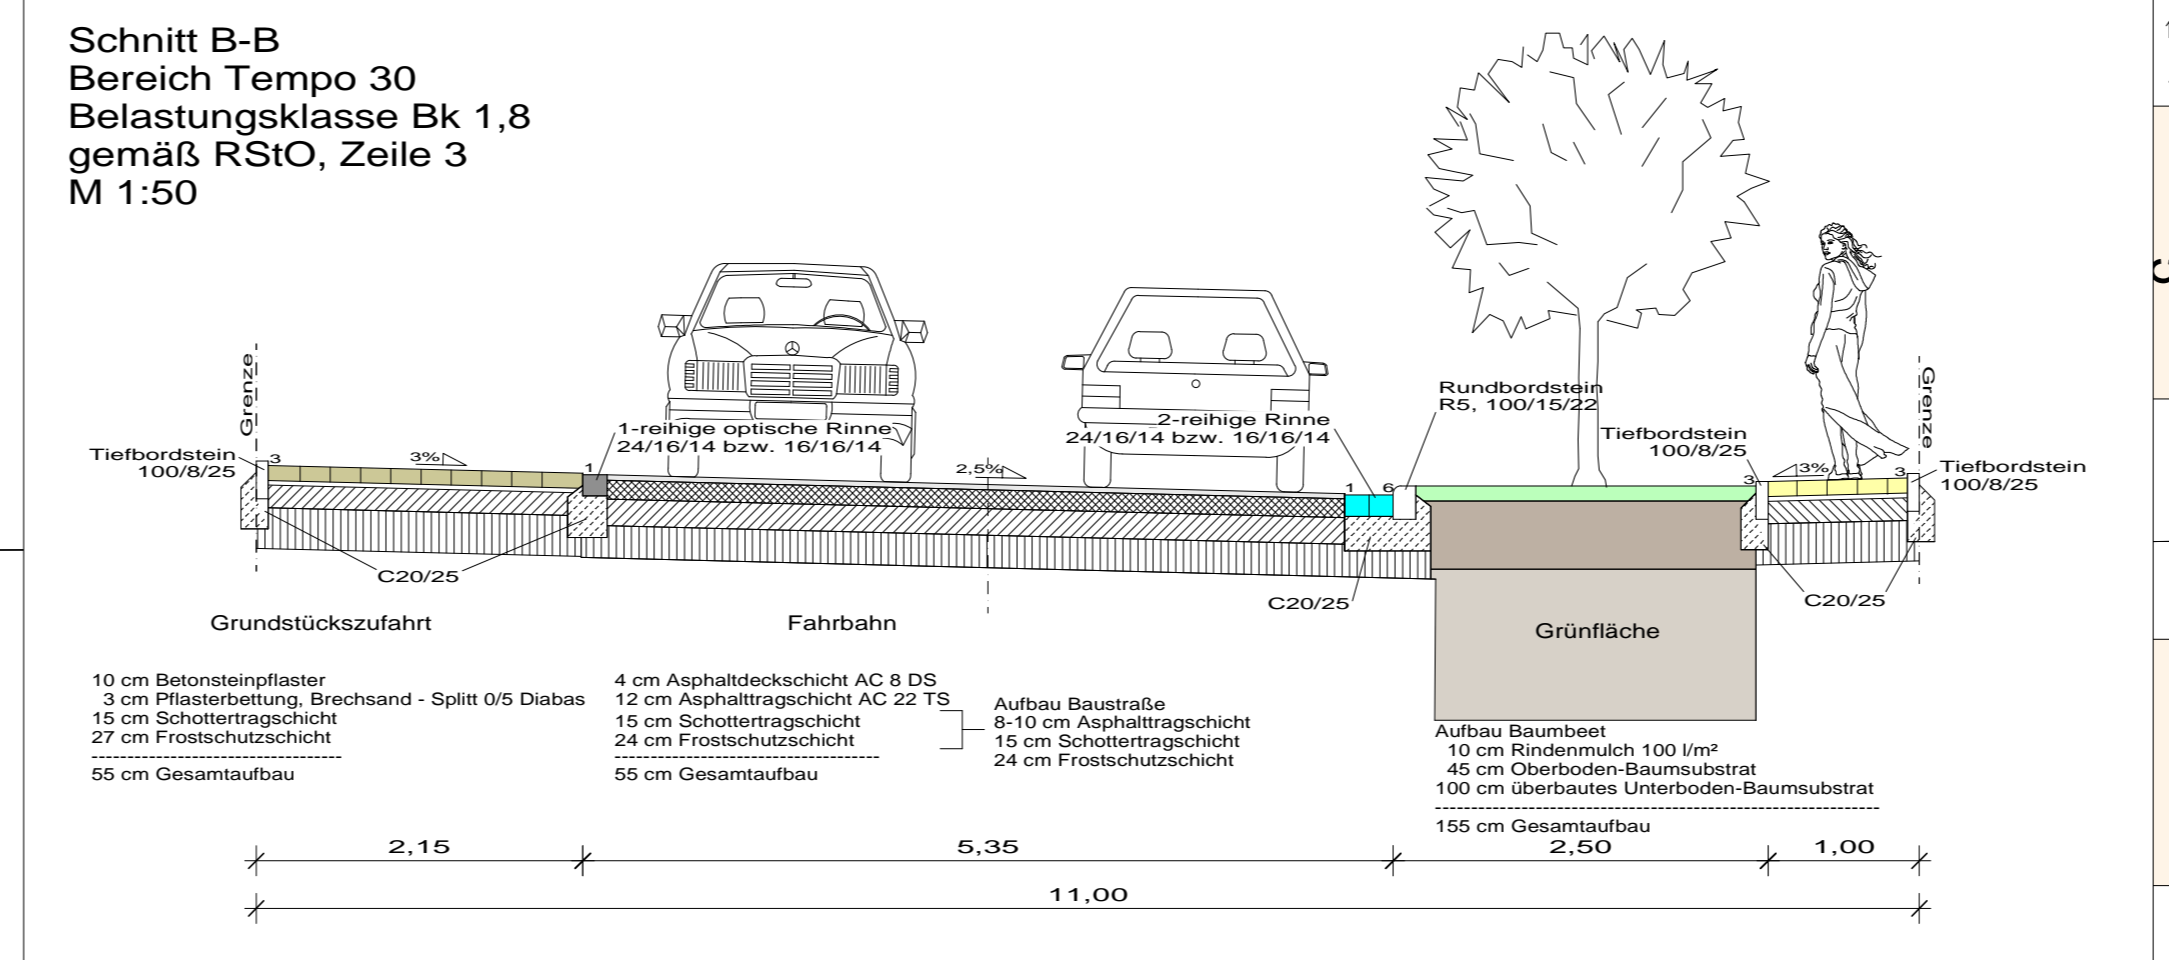 Schnitt B-B
Bereich Tempo 30
Belastungsklasse Bk 1,8
gemäß RStO, Zeile 3
M 1:50
Grenze
Tiefbordstein
100/8/25
3
3%
1
1-reihige optische Rinne
24/16/14 bzw. 16/16/14
2,5%
2-reihige Rinne
24/16/14 bzw. 16/16/14
1
6
Rundbordstein
R5, 100/15/22
Tiefbordstein
100/8/25
3
3%
3
Grenze
Tiefbordstein
100/8/25
C20/25
C20/25
C20/25
Grundstückszufahrt
Fahrbahn
Grünfläche
10 cm Betonsteinpflaster
3 cm Pflasterbettung, Brechsand - Splitt 0/5 Diabas
15 cm Schottertragschicht
27 cm Frostschutzschicht
-----------------------------------
55 cm Gesamtaufbau
4 cm Asphaltdeckschicht AC 8 DS
12 cm Asphalttragschicht AC 22 TS
15 cm Schottertragschicht
24 cm Frostschutzschicht
-------------------------------------
55 cm Gesamtaufbau
Aufbau Baustraße
8-10 cm Asphalttragschicht
15 cm Schottertragschicht
24 cm Frostschutzschicht
Aufbau Baumbeet
10 cm Rindenmulch 100 l/m²
45 cm Oberboden-Baumsubstrat
100 cm überbautes Unterboden-Baumsubstrat
--------------------------------------------------------------
155 cm Gesamtaufbau
2,15
5,35
2,50
1,00
11,00